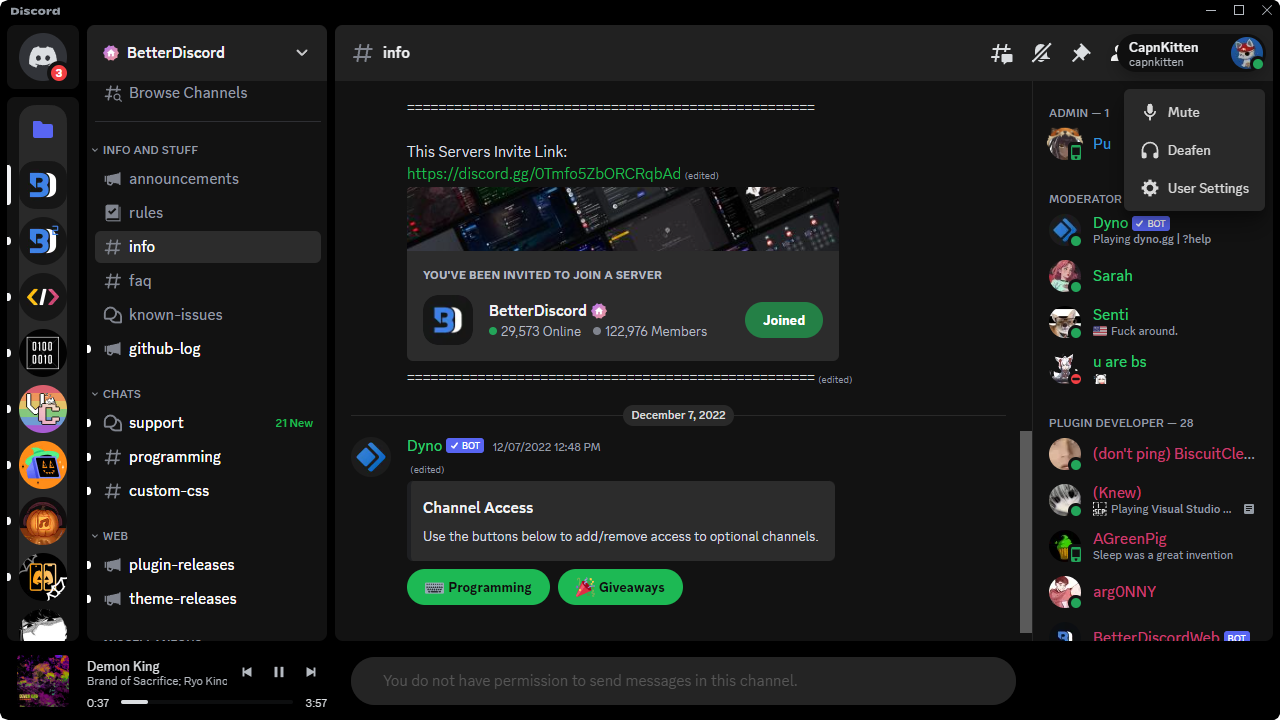 Discord
3
BetterDiscord
Browse Channels
INFO AND STUFF
announcements
rules
info
faq
known-issues
github-log
CHATS
support
21 New
programming
custom-css
WEB
plugin-releases
theme-releases
info
CapnKitten
capnkitten
Mute
Deafen
User Settings
==================================================
This Servers Invite Link:
https://discord.gg/0Tmfo5ZbORCRqbAd (edited)
YOU'VE BEEN INVITED TO JOIN A SERVER
BetterDiscord
29,573 Online 122,976 Members
Joined
================================================== (edited)
December 7, 2022
Dyno BOT 12/07/2022 12:48 PM
(edited)
Channel Access
Use the buttons below to add/remove access to optional channels.
Programming
Giveaways
ADMIN — 1
Pu
MODERATOR
Dyno BOT
Playing dyno.gg | ?help
Sarah
Senti
Fuck around.
u are bs
PLUGIN DEVELOPER — 28
(don't ping) BiscuitCle...
(Knew)
Playing Visual Studio ...
AGreenPig
Sleep was a great invention
arg0NNY
BetterDiscordWeb BOT
0100
0010
VC
2
Demon King
Brand of Sacrifice; Ryo Kinc
0:37
3:57
You do not have permission to send messages in this channel.